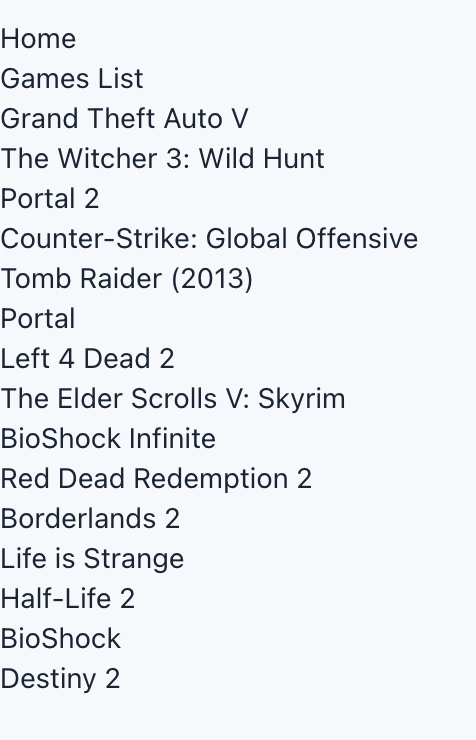 Home
Games List
Grand Theft Auto V
The Witcher 3: Wild Hunt
Portal 2
Counter-Strike: Global Offensive
Tomb Raider (2013)
Portal
Left 4 Dead 2
The Elder Scrolls V: Skyrim
BioShock Infinite
Red Dead Redemption 2
Borderlands 2
Life is Strange
Half-Life 2
BioShock
Destiny 2